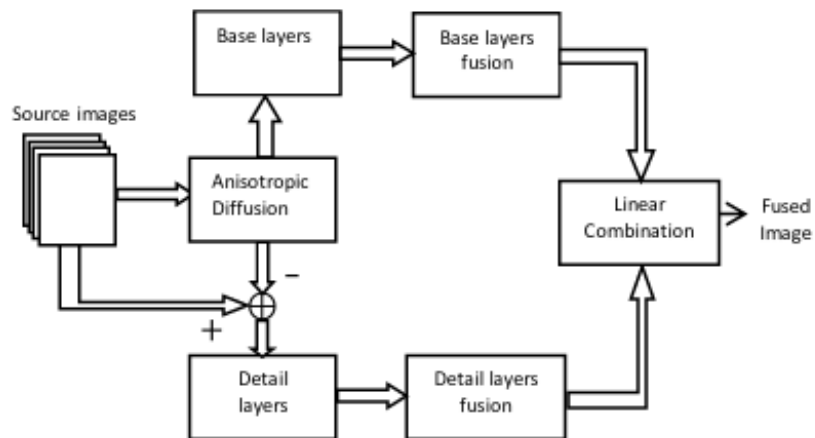 Base layers
Base layers
fusion
Source images
Anisotropic
Diffusion
Linear
Combination
Fused
Image
−
+
Detail
layers
Detail layers
fusion